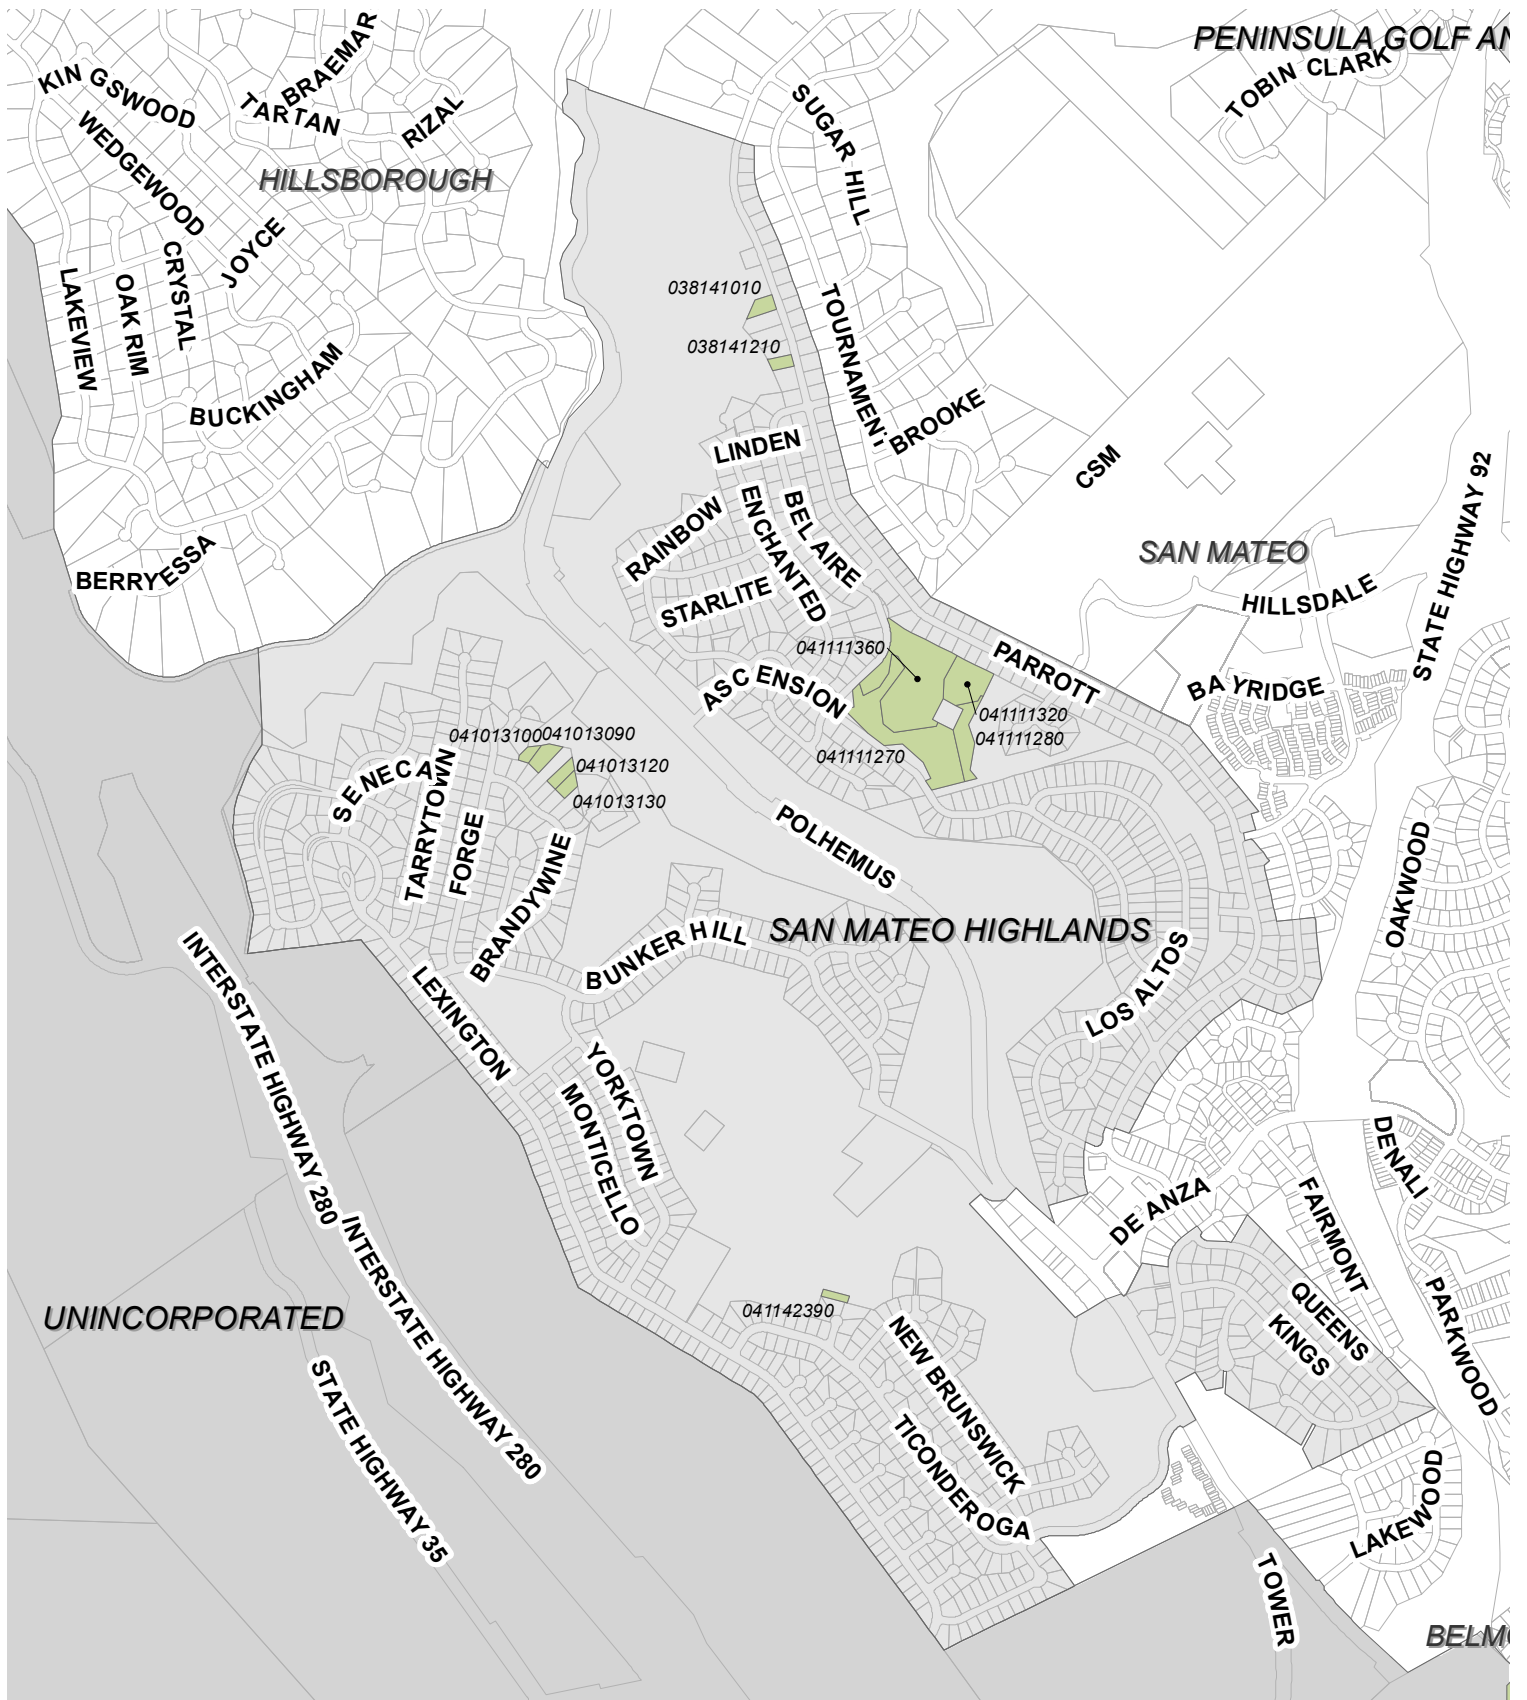 PENINSULA GOLF AN
TOBIN CLARK
BRAEMAR
KINGSWOOD
TARTAN
RIZAL
WEDGEWOOD
HILLSBOROUGH
SUGAR HILL
JOYCE
CRYSTAL
OAK RIM
LAKEVIEW
BUCKINGHAM
038141010
038141210
TOURNAMENT
BROOKE
LINDEN
CSM
STATE HIGHWAY 92
RAINBOW
ENCHANTED
BEL AIRE
STARLITE
BERRYESSA
SAN MATEO
HILLSDALE
041111360
PARROTT
ASCENSION
BAYRIDGE
041111320
041111280
041111270
041013100
041013090
041013120
041013130
SENECA
TARRYTOWN
FORGE
BRANDYWINE
POLHEMUS
OAKWOOD
SAN MATEO HIGHLANDS
BUNKER HILL
LOS ALTOS
LEXINGTON
INTERSTATE HIGHWAY 280
YORKTOWN
MONTICELLO
DENALI
DE ANZA
FAIRMONT
INTERSTATE HIGHWAY 280
UNINCORPORATED
041142390
QUEENS
KINGS
PARKWOOD
NEW BRUNSWICK
TICONDEROGA
STATE HIGHWAY 35
LAKEWOOD
TOWER
BELM